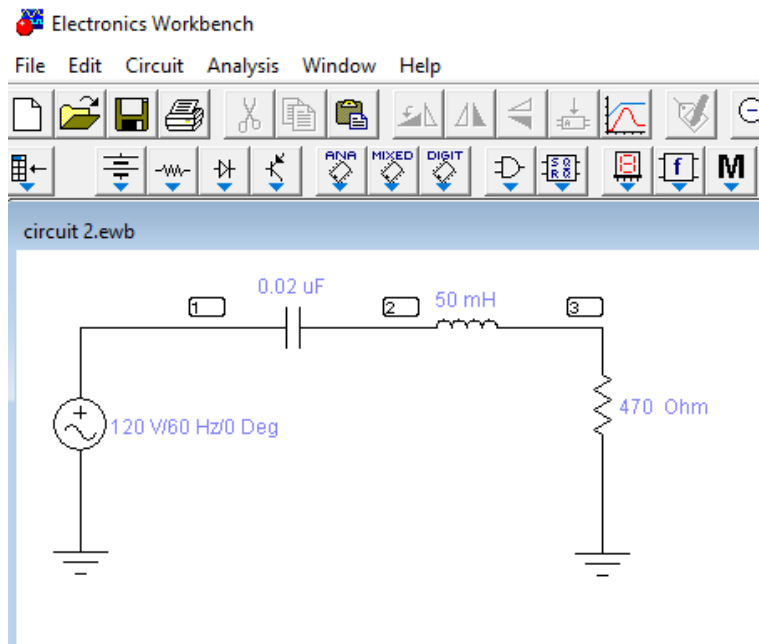 Electronics Workbench
File Edit Circuit Analysis Window Help
ANA MIXED DIGIT f M
circuit 2.ewb
0.02 uF
1 2 50 mH 3
470 Ohm
120 V/60 Hz/0 Deg